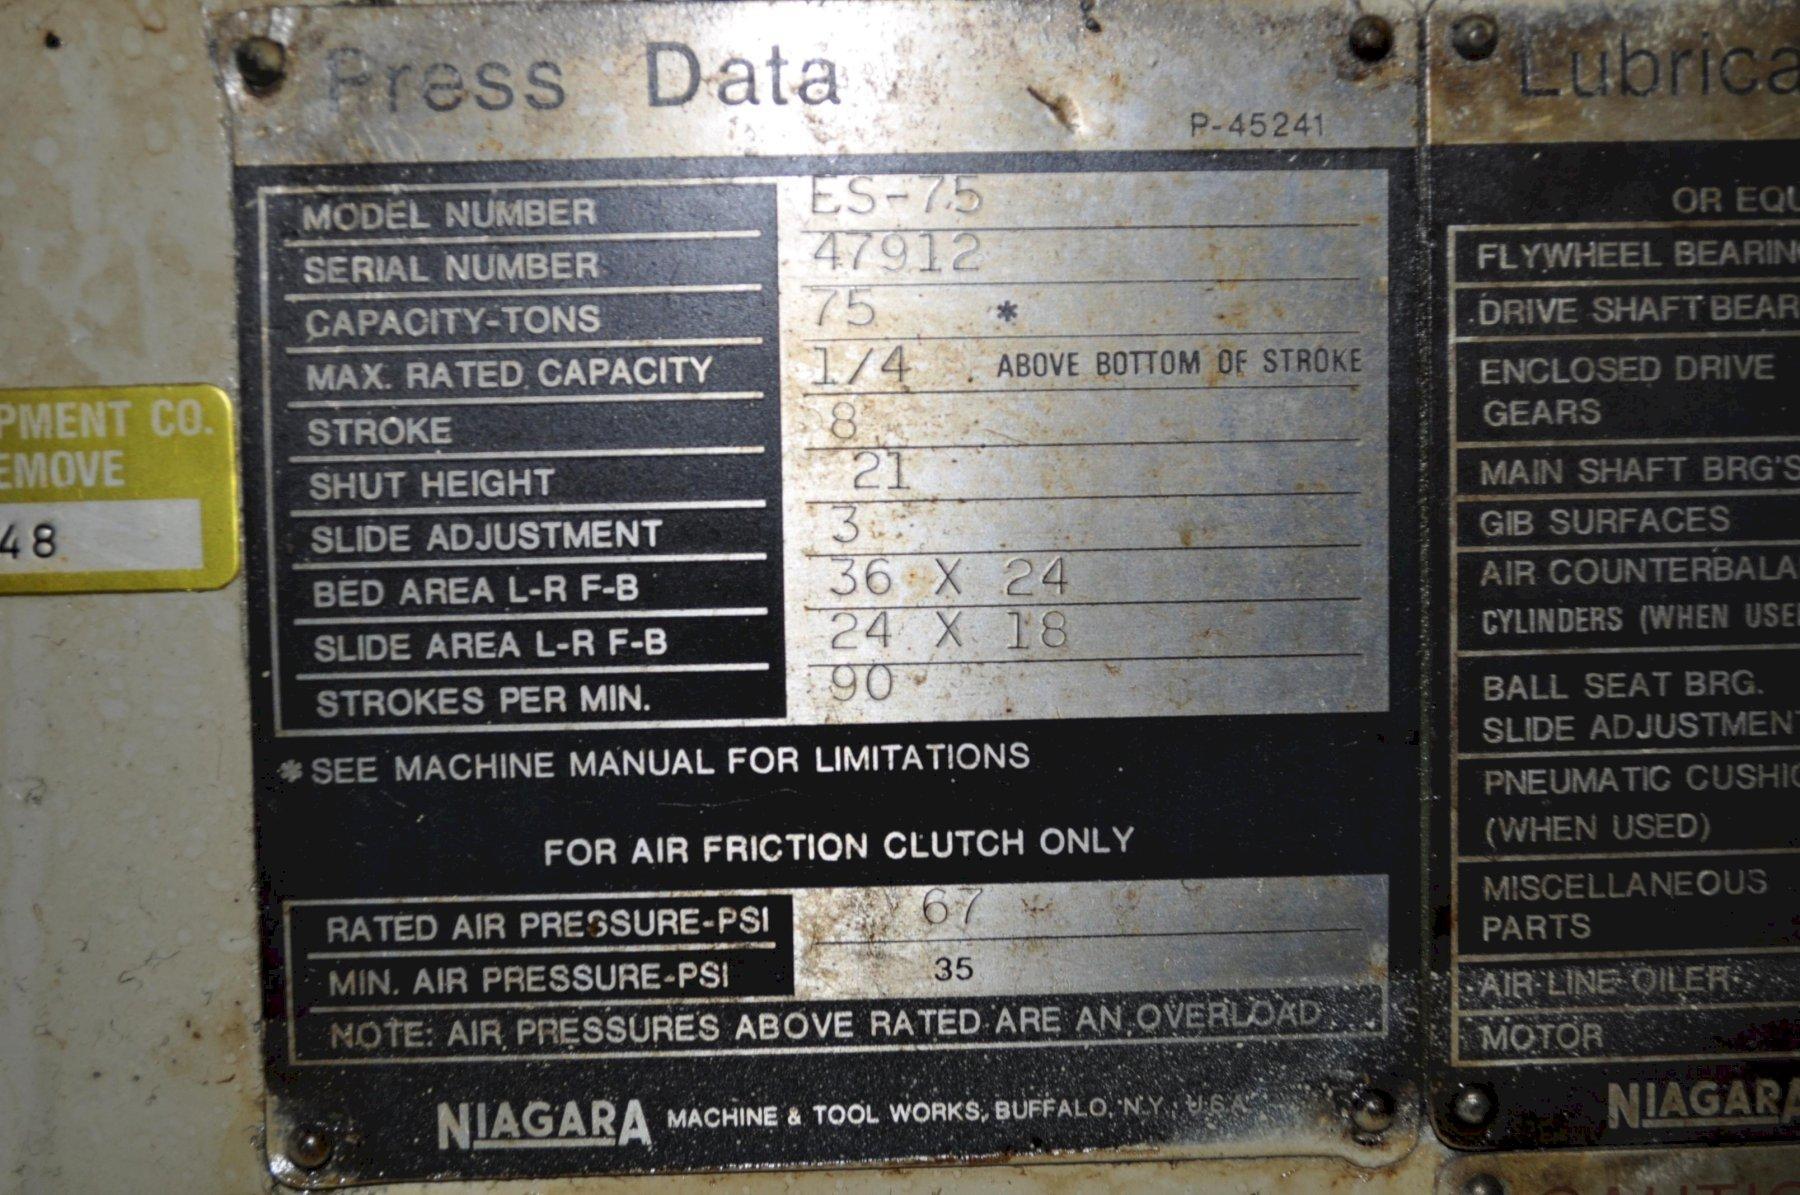 Press Data
P-45241
MODEL NUMBER ES-75
SERIAL NUMBER 47912
CAPACITY-TONS 75 *
MAX. RATED CAPACITY 1/4 ABOVE BOTTOM OF STROKE
STROKE 8
SHUT HEIGHT 21
SLIDE ADJUSTMENT 3
BED AREA L-R F-B 36 X 24
SLIDE AREA L-R F-B 24 X 18
STROKES PER MIN. 90
* SEE MACHINE MANUAL FOR LIMITATIONS
FOR AIR FRICTION CLUTCH ONLY
RATED AIR PRESSURE-PSI 67
MIN. AIR PRESSURE-PSI 35
NOTE: AIR PRESSURES ABOVE RATED ARE AN OVERLOAD
NIAGARA MACHINE & TOOL WORKS, BUFFALO, N.Y., U.S.A.
PMENT CO.
EMOVE
48
Lubrica
OR EQU
FLYWHEEL BEARIN
DRIVE SHAFT BEAR
ENCLOSED DRIVE
GEARS
MAIN SHAFT BRG'S
GIB SURFACES
AIR COUNTERBALA
CYLINDERS (WHEN USE
BALL SEAT BRG.
SLIDE ADJUSTMENT
PNEUMATIC CUSHIO
(WHEN USED)
MISCELLANEOUS
PARTS
AIR LINE OILER
MOTOR
NIAGARA